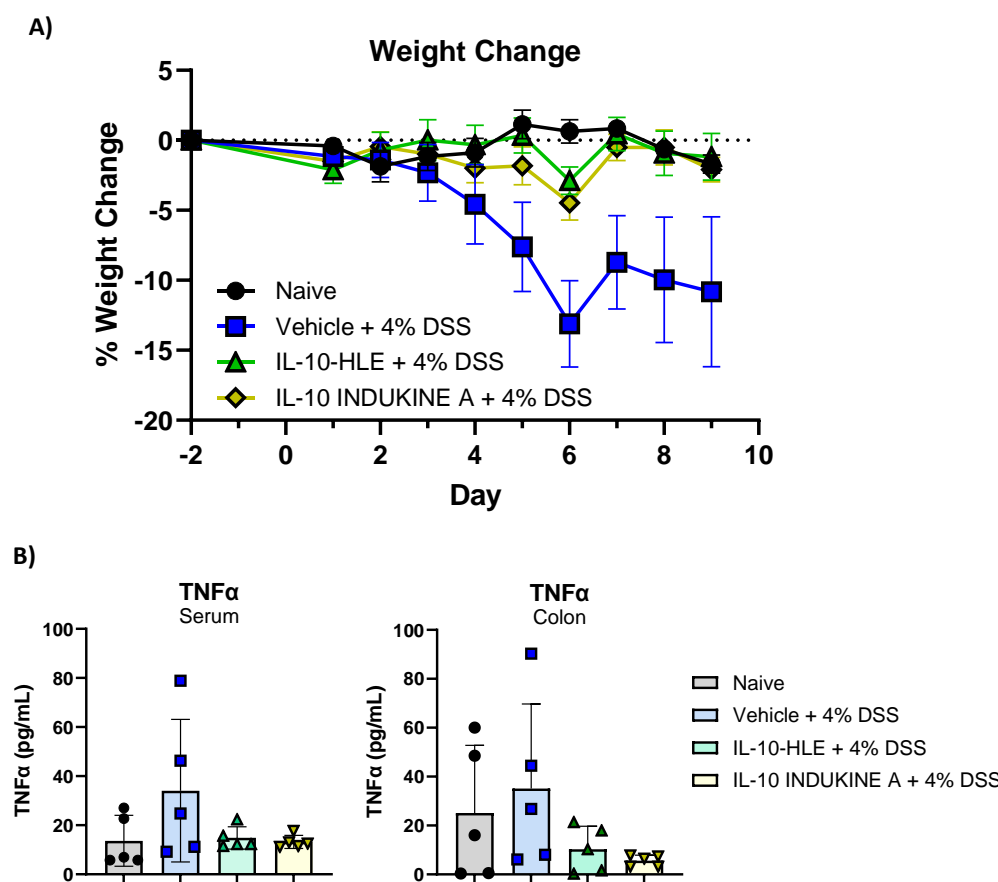 A)
Weight Change
5
0
-5
-10
-15
-20
% Weight Change
Naive
Vehicle + 4% DSS
IL-10-HLE + 4% DSS
IL-10 INDUKINE A + 4% DSS
-2
0
2
4
6
8
10
Day
B)
TNFα
Serum
100
80
60
40
20
0
TNFα (pg/mL)
TNFα
Colon
100
80
60
40
20
0
TNFα (pg/mL)
Naive
Vehicle + 4% DSS
IL-10-HLE + 4% DSS
IL-10 INDUKINE A + 4% DSS